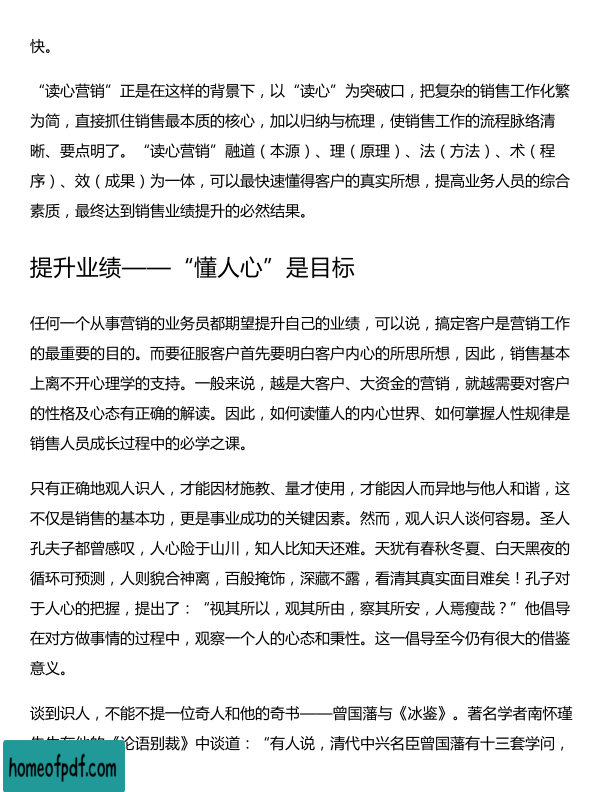 快。
“读心营销”正是在这样的背景下，以“读心”为突破口，把复杂的销售工作化繁
为简，直接抓住销售最本质的核心，加以归纳与梳理，使销售工作的流程脉络清
晰、要点明了。“读心营销”融道（本源）、理（原理）、法（方法）、术（程
序）、效（成果）为一体，可以最快速懂得客户的真实所想，提高业务人员的综合
素质，最终达到销售业绩提升的必然结果。
提升业绩——“懂人心”是目标
任何一个从事营销的业务员都期望提升自己的业绩，可以说，搞定客户是营销工作
的最重要的目的。而要征服客户首先要明白客户内心的所思所想，因此，销售基本
上离不开心理学的支持。一般来说，越是大客户、大资金的营销，就越需要对客户
的性格及心态有正确的解读。因此，如何读懂人的内心世界、如何掌握人性规律是
销售人员成长过程中的必学之课。
只有正确地观人识人，才能因材施教、量才使用，才能因人而异地与他人和谐，这
不仅是销售的基本功，更是事业成功的关键因素。然而，观人识人谈何容易。圣人
孔夫子都曾感叹，人心险于山川，知人比知天还难。天犹有春秋冬夏、白天黑夜的
循环可预测，人则貌合神离，百般掩饰，深藏不露，看清其真实面目难矣！孔子对
于人心的把握，提出了：“视其所以，观其所由，察其所安，人焉瘦哉？”他倡导
在对方做事情的过程中，观察一个人的心态和秉性。这一倡导至今仍有很大的借鉴
意义。
谈到识人，不能不提一位奇人和他的奇书——曾国藩与《冰鉴》。著名学者南怀瑾
先生在他的《论语别裁》中谈道：“有人说，清代中兴名臣曾国藩有十三套学问，
homeofpdf.com